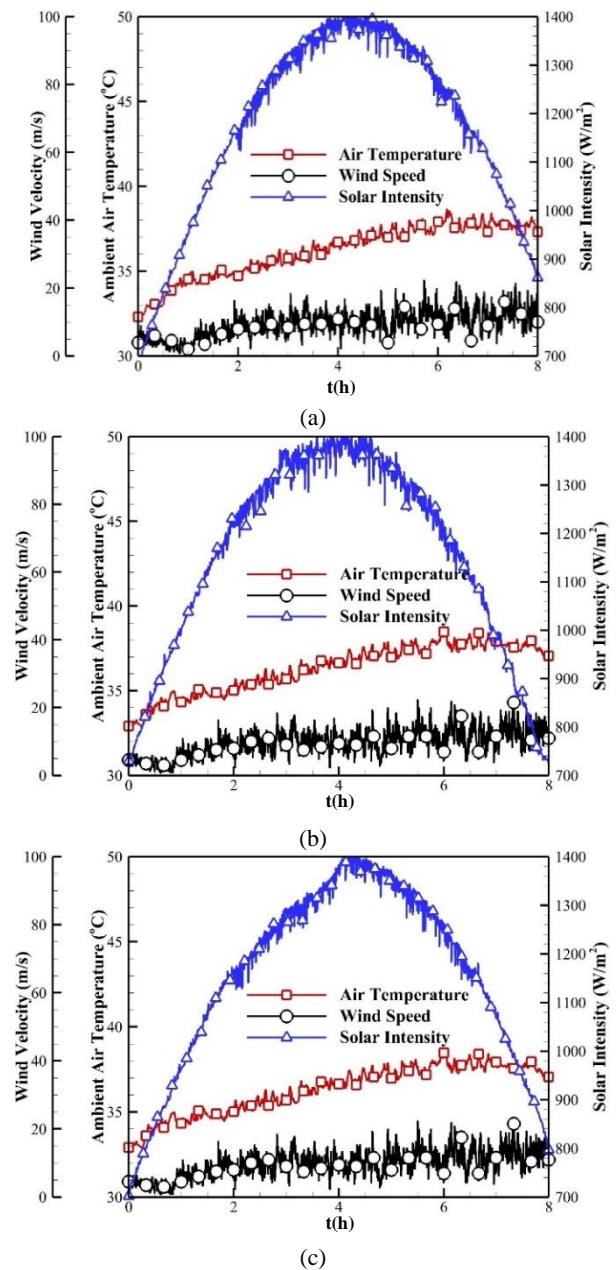 Wind Velocity (m/s)
100
80
60
40
20
0
Ambient Air Temperature (°C)
50
45
40
35
30
Air Temperature
Wind Speed
Solar Intensity
Solar Intensity (W/m²)
1400
1300
1200
1100
1000
900
800
700
0 2 4 6 8
t(h)
(a)
Wind Velocity (m/s)
100
80
60
40
20
0
Ambient Air Temperature (°C)
50
45
40
35
30
Air Temperature
Wind Speed
Solar Intensity
Solar Intensity (W/m²)
1400
1300
1200
1100
1000
900
800
700
0 2 4 6 8
t(h)
(b)
Wind Velocity (m/s)
100
80
60
40
20
0
Ambient Air Temperature (°C)
50
45
40
35
30
Air Temperature
Wind Speed
Solar Intensity
Solar Intensity (W/m²)
1400
1300
1200
1100
1000
900
800
700
0 2 4 6 8
t(h)
(c)